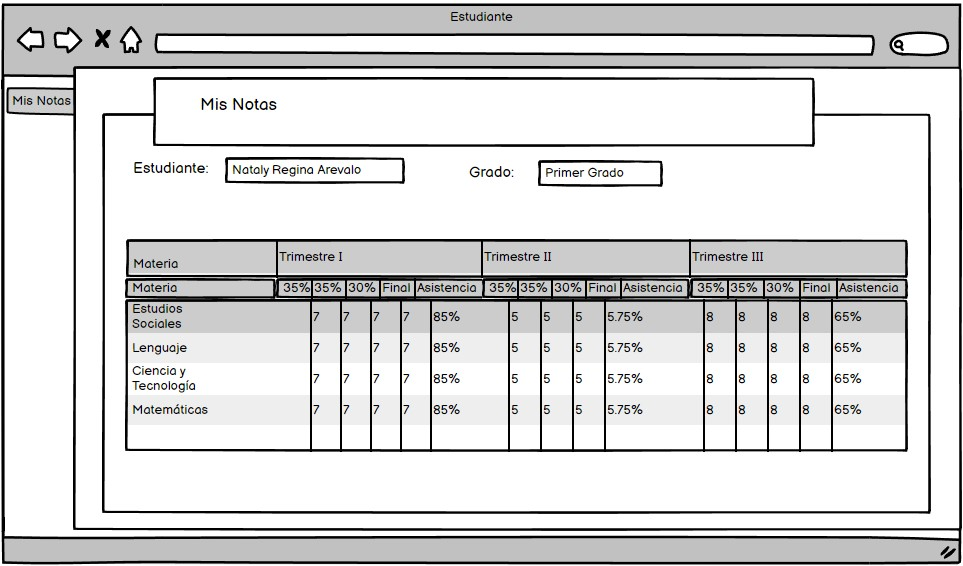 Estudiante
Mis Notas
Mis Notas
Estudiante: Nataly Regina Arevalo Grado: Primer Grado
Materia Trimestre I Trimestre II Trimestre III
Materia 35% 35% 30% Final Asistencia 35% 35% 30% Final Asistencia 35% 35% 30% Final Asistencia
Estudios
Sociales 7 7 7 7 85% 5 5 5 5.75% 8 8 8 8 65%
Lenguaje 7 7 7 7 85% 5 5 5 5.75% 8 8 8 8 65%
Ciencia y
Tecnología 7 7 7 7 85% 5 5 5 5.75% 8 8 8 8 65%
Matemáticas 7 7 7 7 85% 5 5 5 5.75% 8 8 8 8 65%